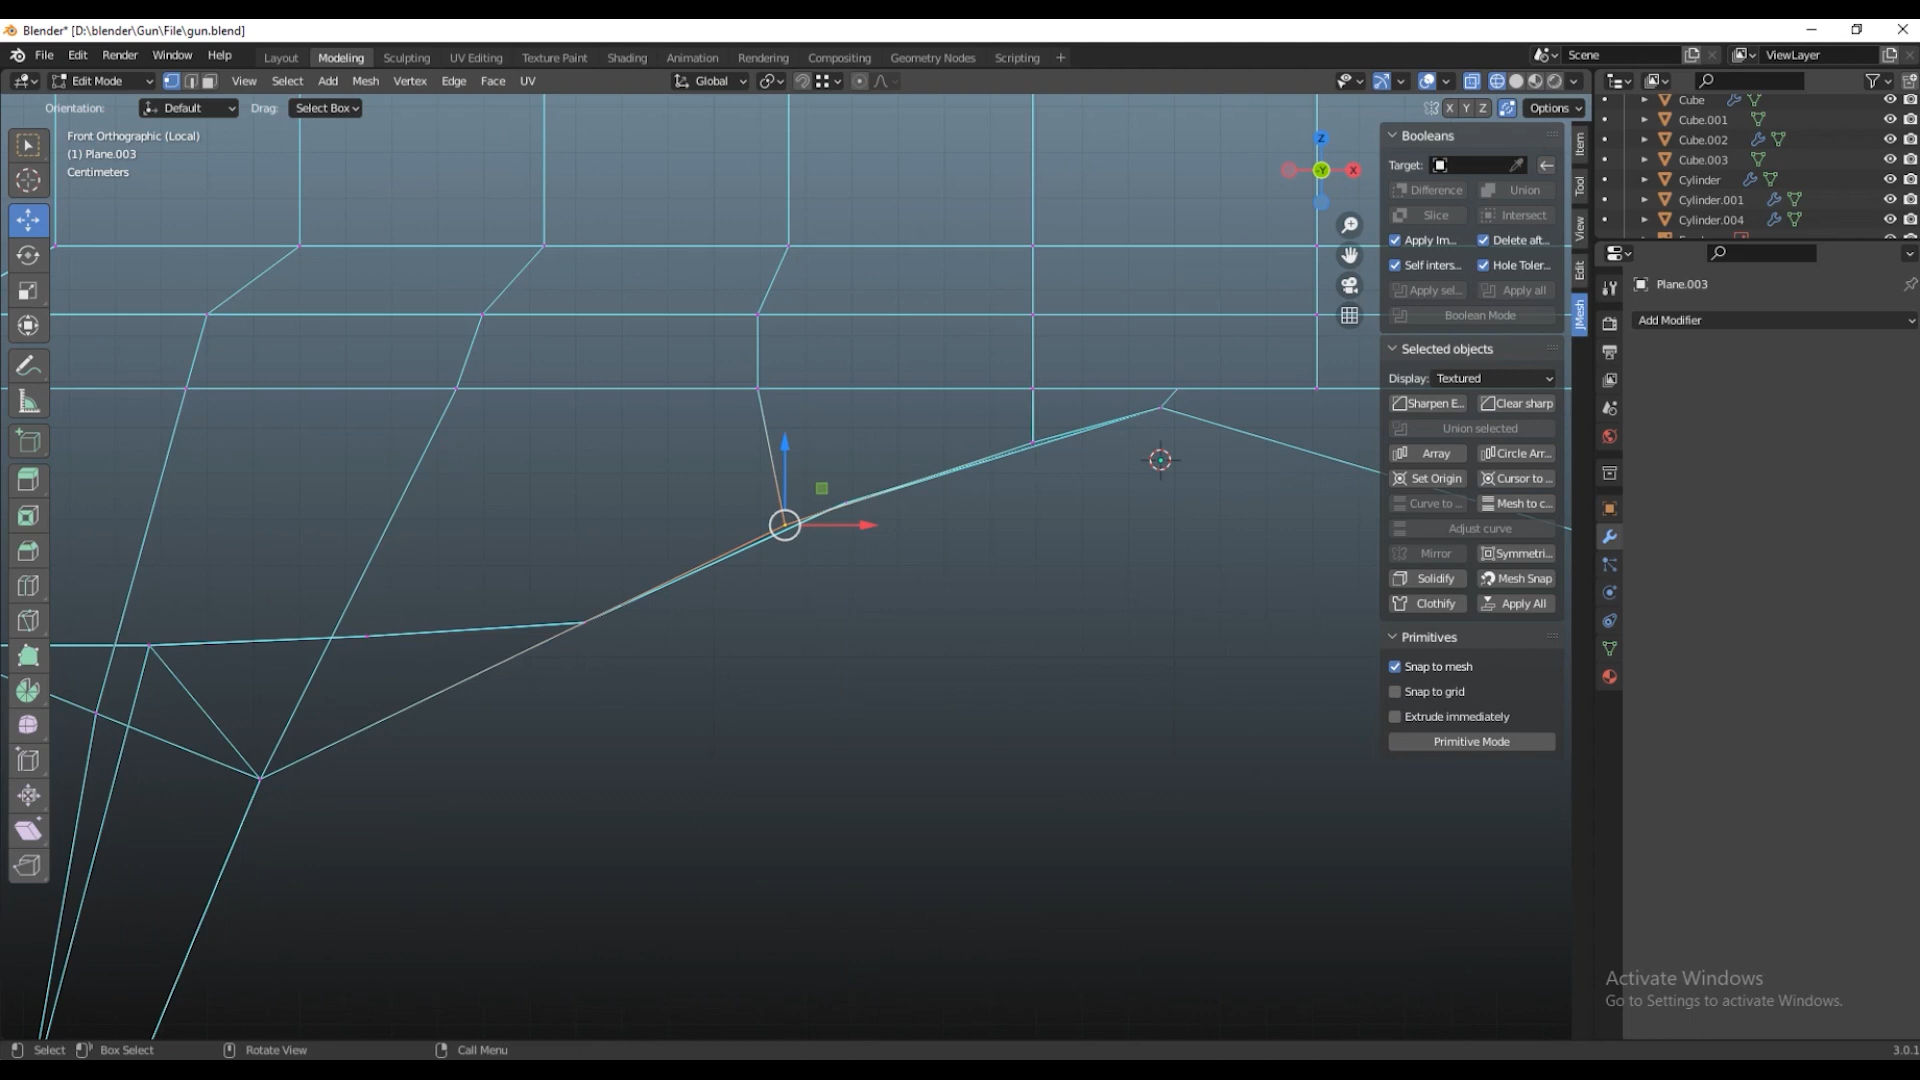 Blender* [D:\blender\Gun\File\gun.blend]
File Edit Render Window Help Layout Modeling Sculpting UV Editing Texture Paint Shading Animation Rendering Compositing Geometry Nodes Scripting + Scene ViewLayer
Edit Mode View Select Add Mesh Vertex Edge Face UV Global
Orientation: Default Drag: Select Box X Y Z Options
Front Orthographic (Local)
(1) Plane.003
Centimeters
Z
-Y X
Booleans
Target:
Difference Union
Slice Intersect
Apply Im... Delete aft...
Self inters... Hole Toler...
Apply sel... Apply all
Boolean Mode
Selected objects
Display: Textured
Sharpen E... Clear sharp
Union selected
Array Circle Arr...
Set Origin Cursor to ...
Curve to ... Mesh to c...
Adjust curve
Mirror Symmetri...
Solidify Mesh Snap
Clothify Apply All
Primitives
Snap to mesh
Snap to grid
Extrude immediately
Primitive Mode
Item
Tool
View
Edit
JMesh
Cube
Cube.001
Cube.002
Cube.003
Cylinder
Cylinder.001
Cylinder.004
Plane.003
Add Modifier
Activate Windows
Go to Settings to activate Windows.
Select Box Select Rotate View Call Menu 3.0.1